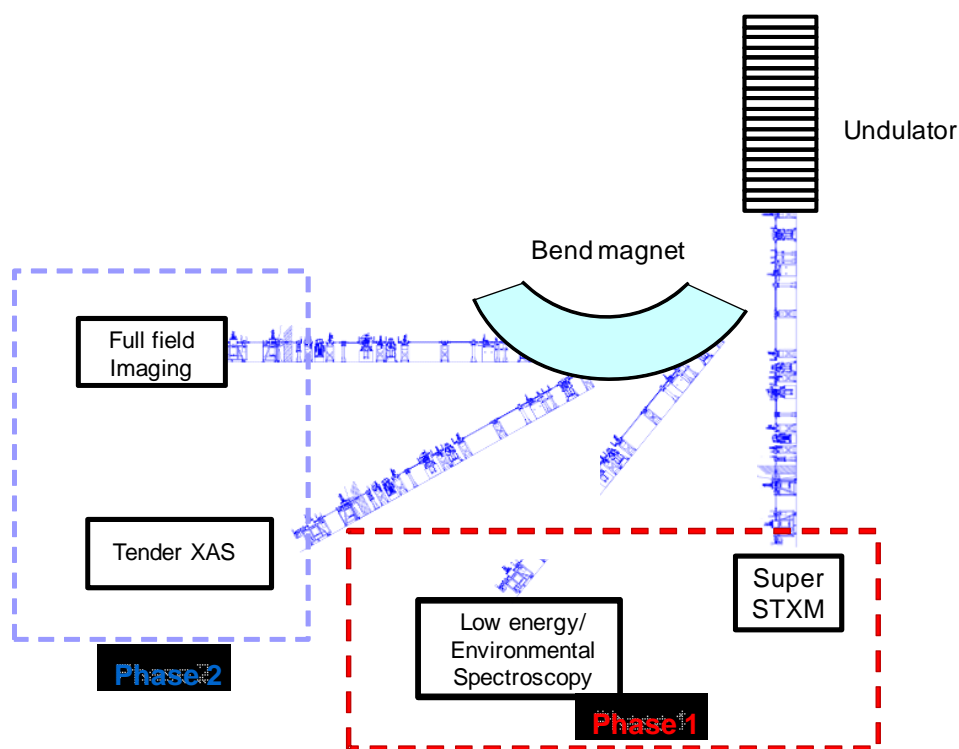 Undulator
Bend magnet
Full field
Imaging
Tender XAS
Super
STXM
Low energy/
Environmental
Spectroscopy
Phase 2
Phase 1